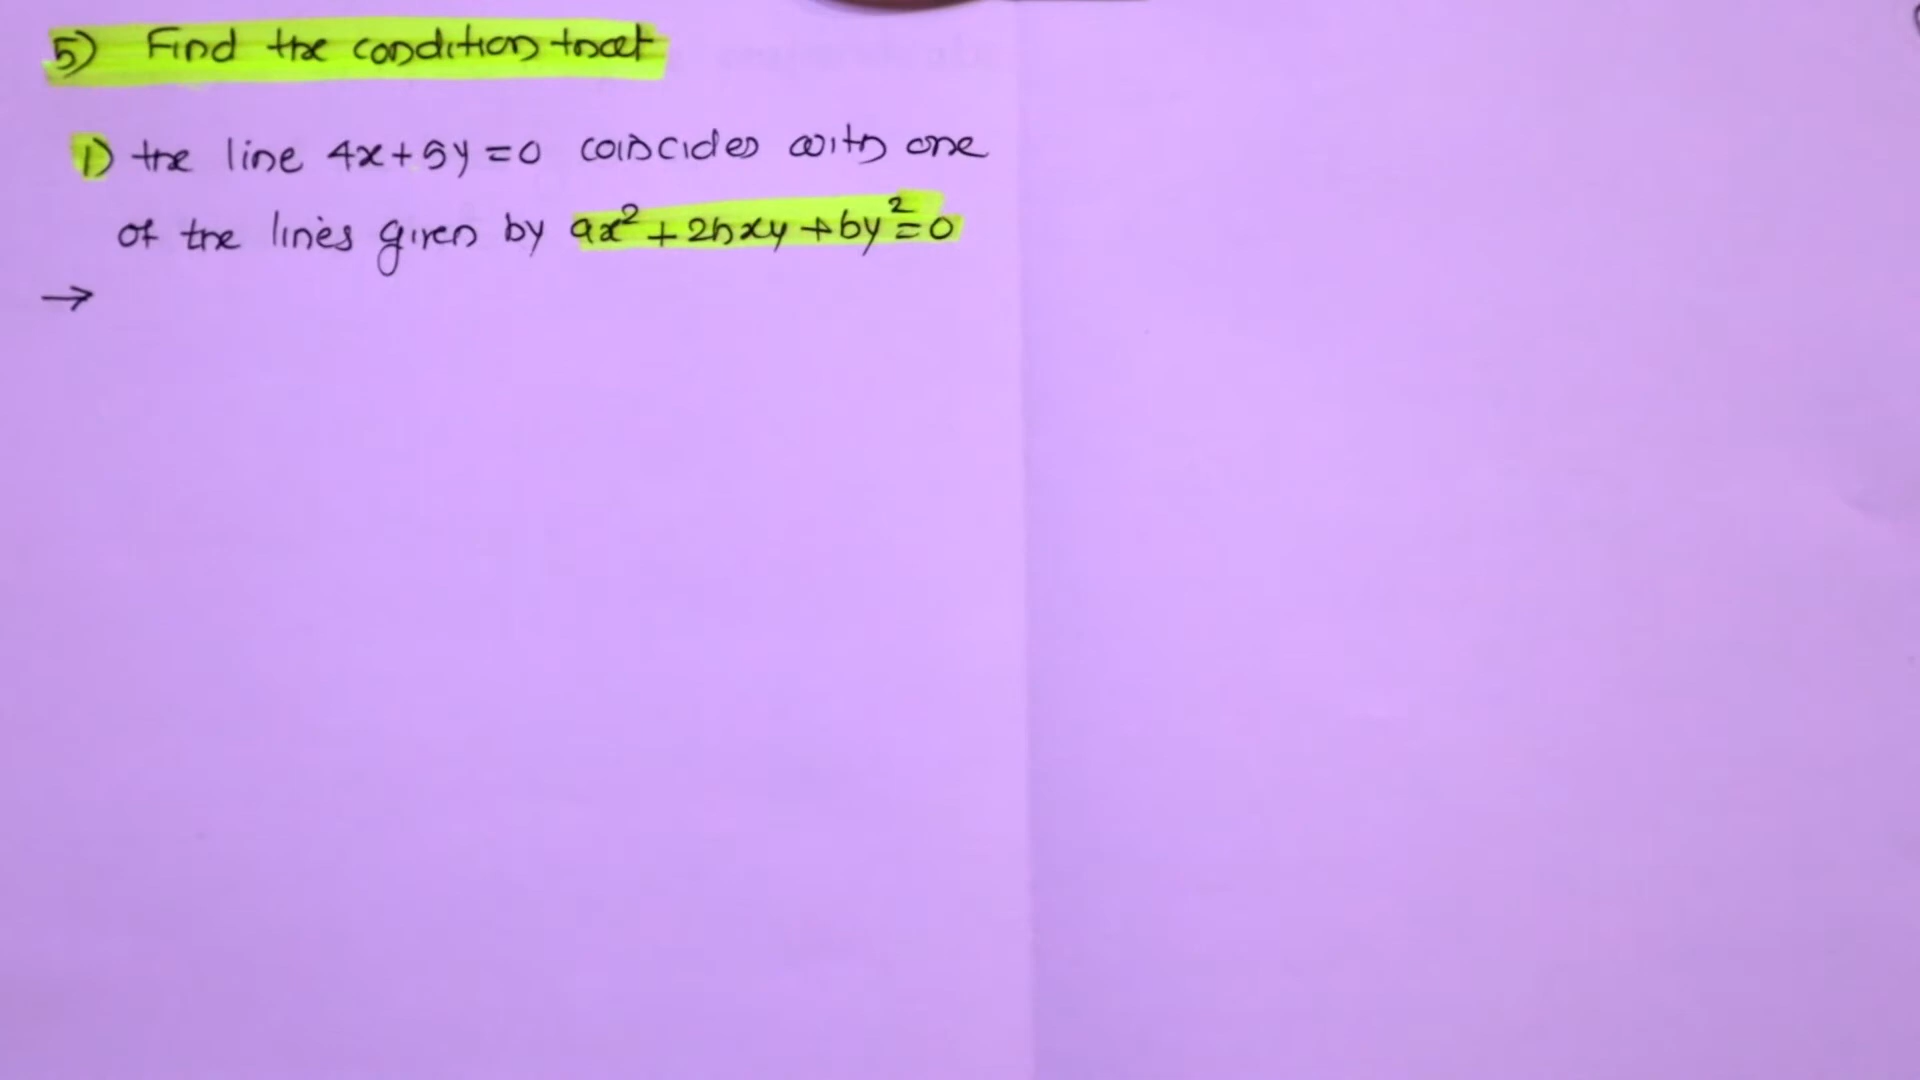 5) Find the condition that
1) the line 4x+5y=0 coincides with one
of the lines given by ax²+2hxy+by²=0
→